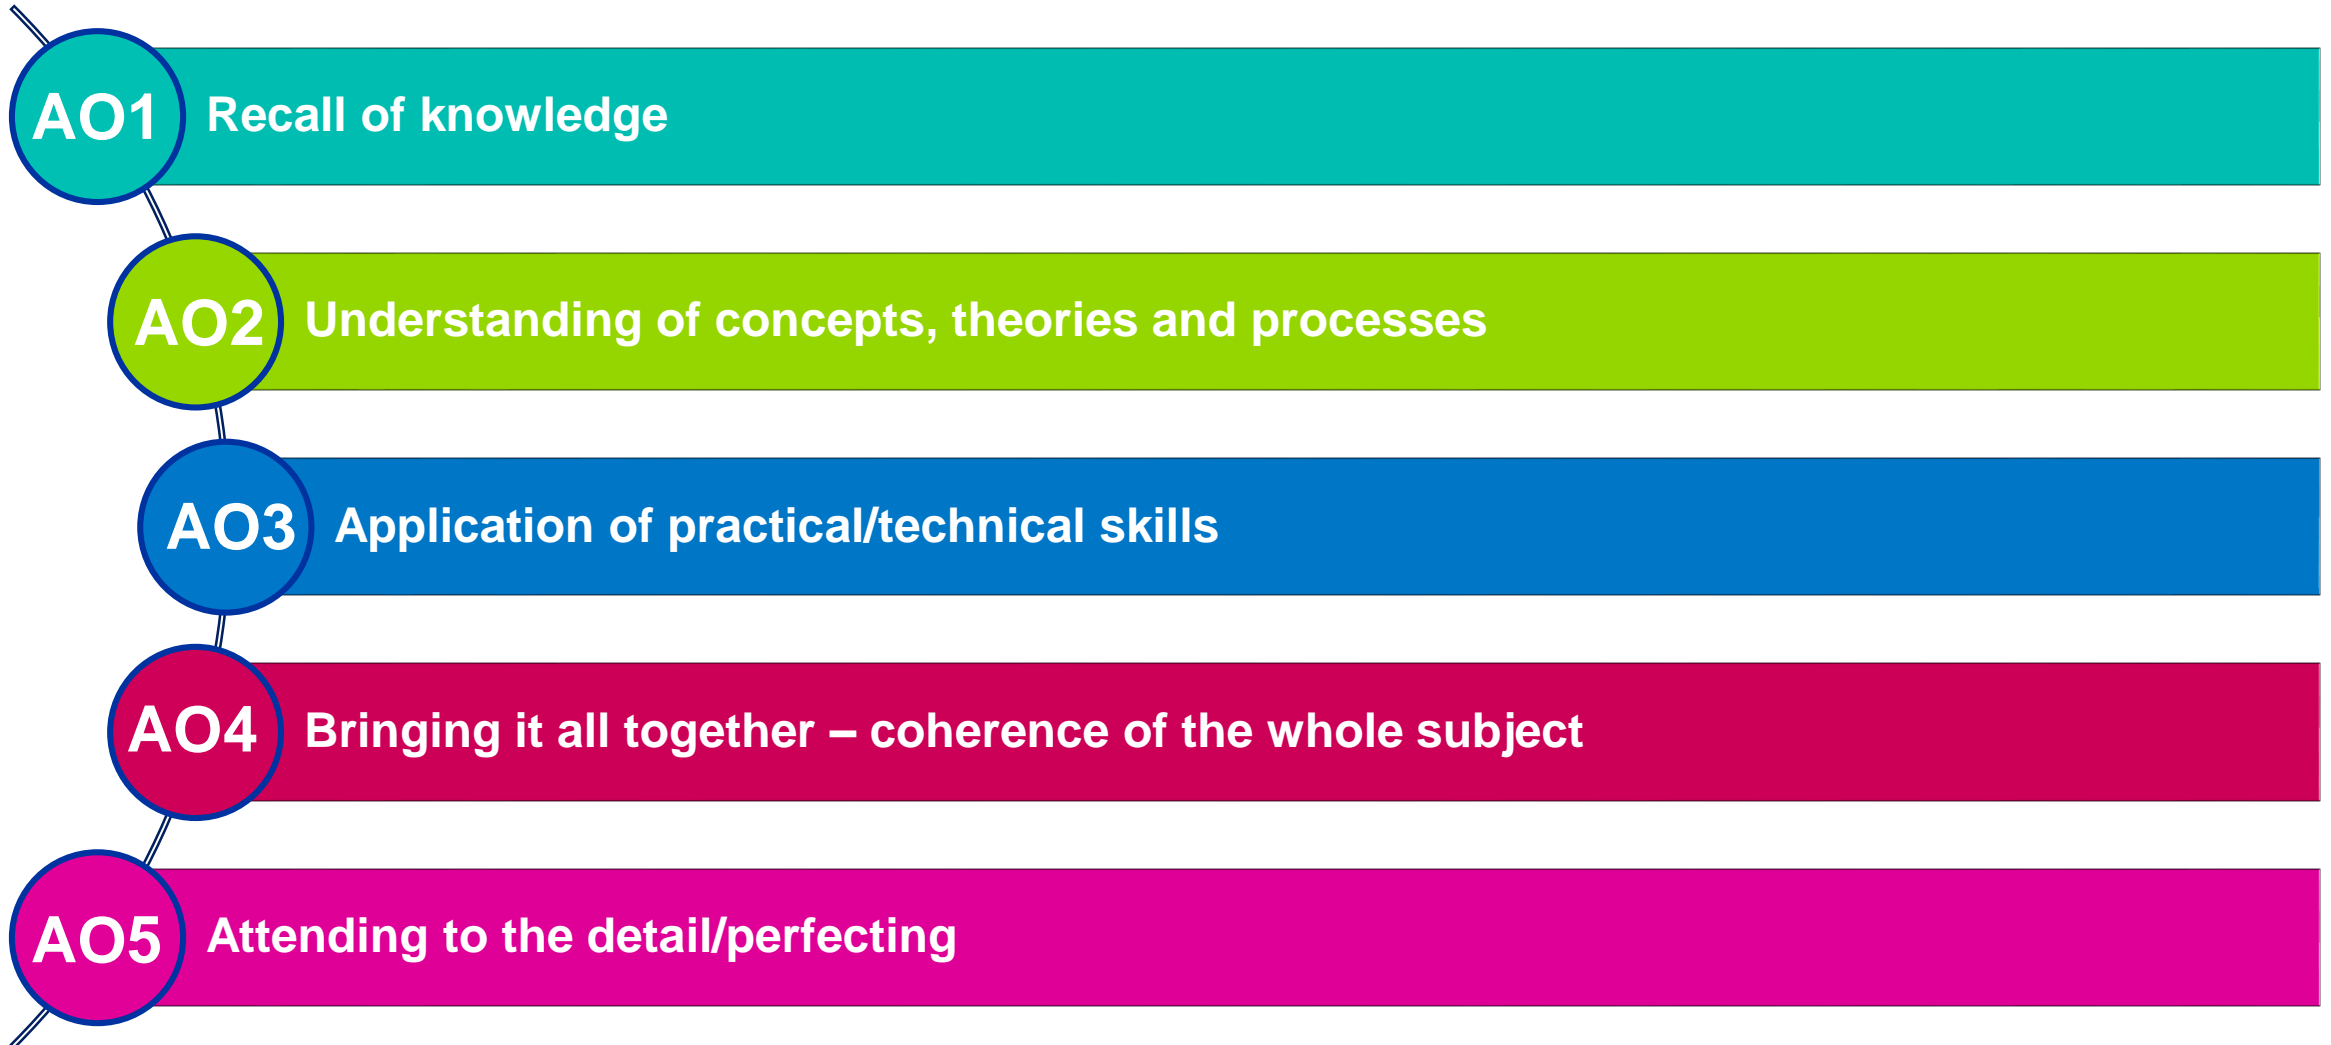 AO1 Recall of knowledge
AO2 Understanding of concepts, theories and processes
AO3 Application of practical/technical skills
AO4 Bringing it all together – coherence of the whole subject
AO5 Attending to the detail/perfecting